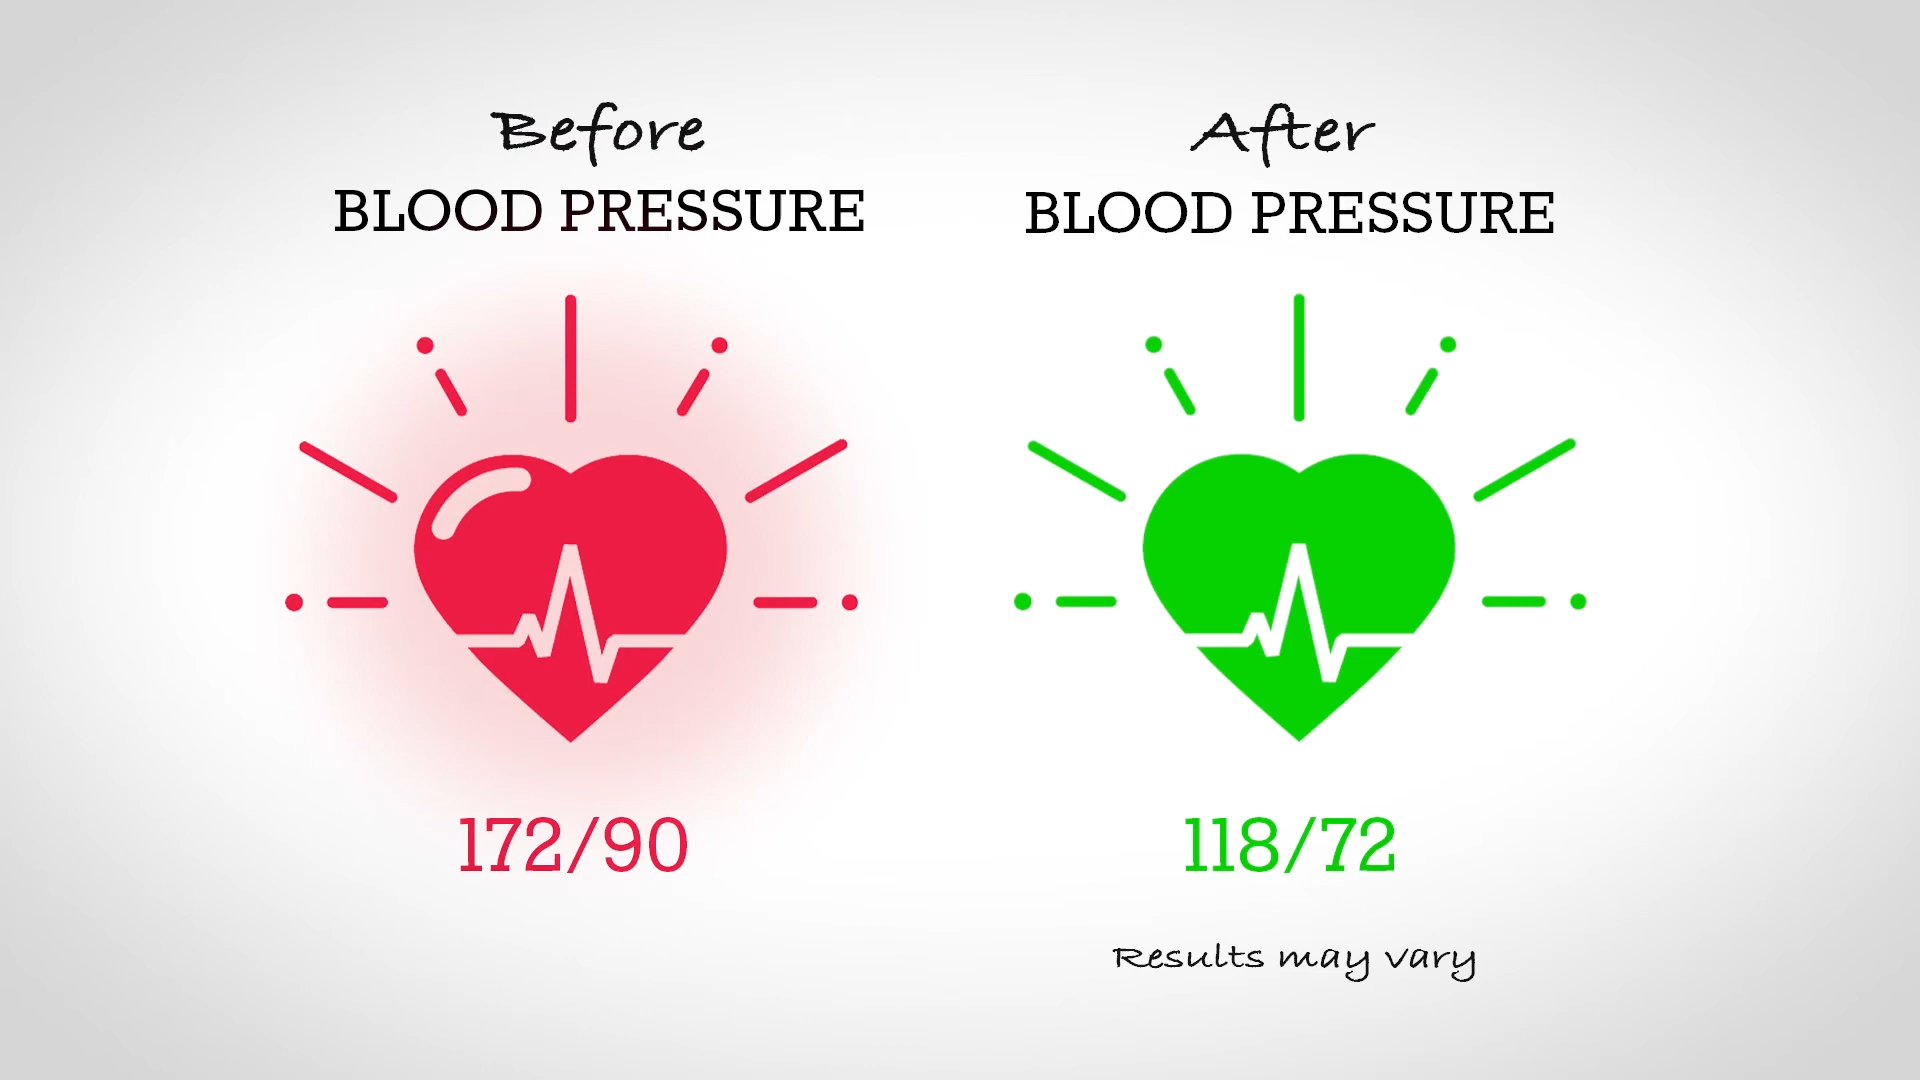 Before
BLOOD PRESSURE
172/90
After
BLOOD PRESSURE
118/72
Results may vary